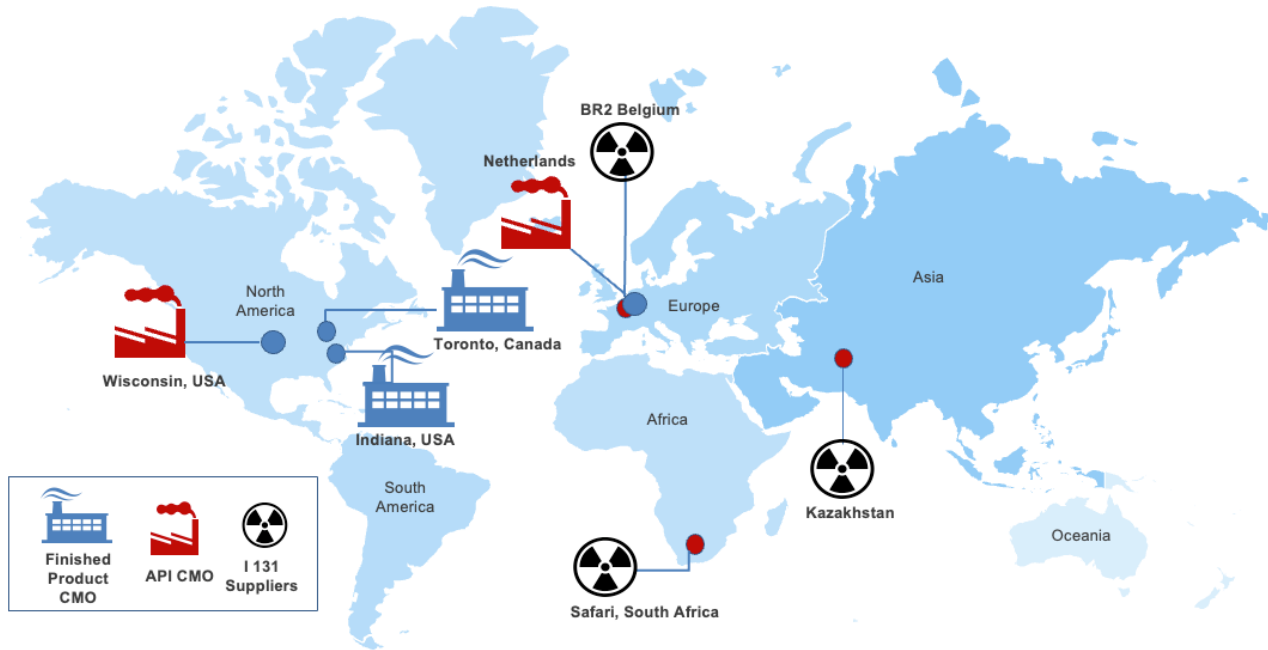 BR2 Belgium
Netherlands
North
America
Asia
Europe
Toronto, Canada
Wisconsin, USA
Africa
Indiana, USA
South
America
Kazakhstan
Oceania
Safari, South Africa
Finished
Product
CMO
API CMO
I 131
Suppliers